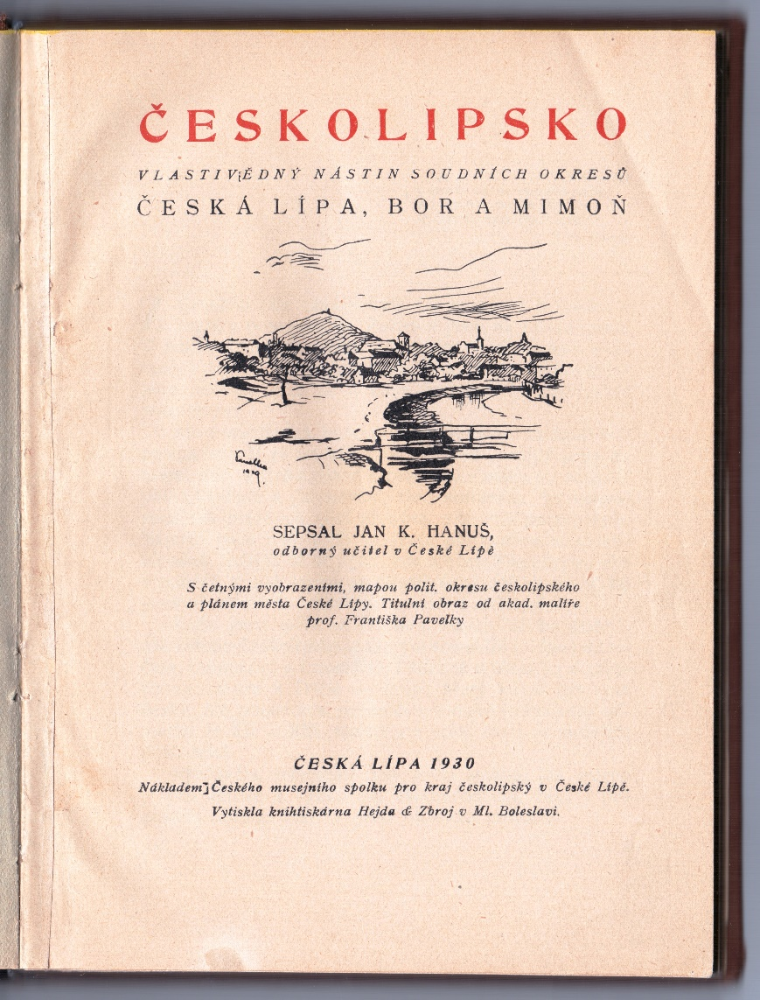 ČESKOLIPSKO
VLASTIVĚDNÝ NÁSTIN SOUDNÍCH OKRESŮ
ČESKÁ LÍPA, BOR A MIMOŇ
1929.
SEPSAL JAN K. HANUŠ,
odborný učitel v České Lípě
S četnými vyobrazeními, mapou polit. okresu českolipského
a plánem města České Lípy. Titulní obraz od akad. malíře
prof. Františka Pavelky
ČESKÁ LÍPA 1930
Nákladem Českého musejního spolku pro kraj českolipský v České Lípě.
Vytiskla knihtiskárna Hejda & Zbroj v Ml. Boleslavi.